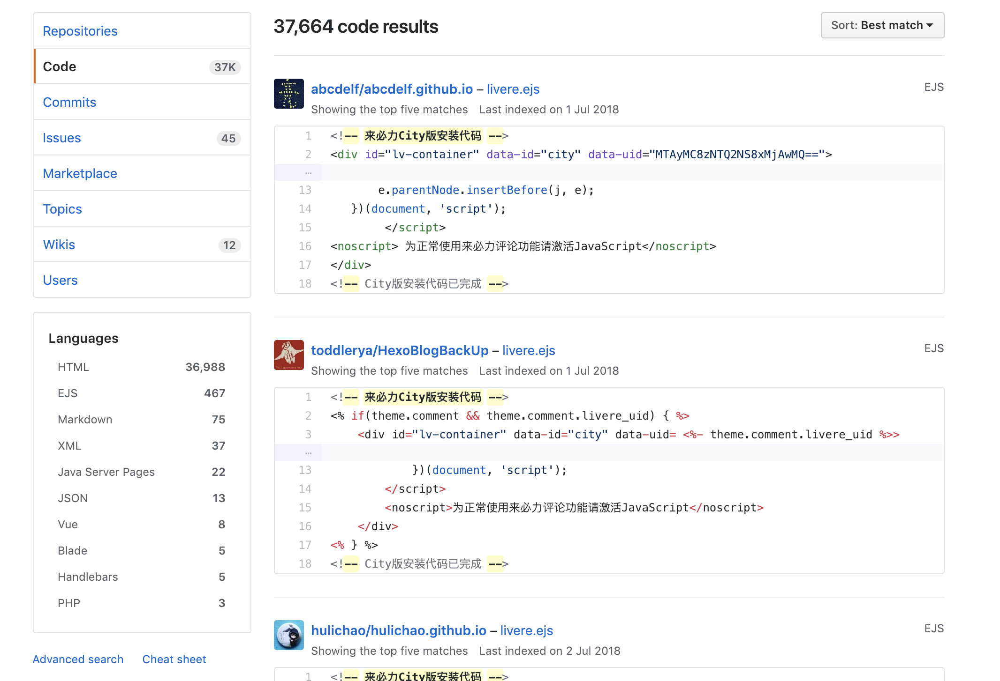 Repositories
Code 37K
Commits
Issues 45
Marketplace
Topics
Wikis 12
Users
Languages
HTML 36,988
EJS 467
Markdown 75
XML 37
Java Server Pages 22
JSON 13
Vue 8
Blade 5
Handlebars 5
PHP 3
Advanced search Cheat sheet
37,664 code results
Sort: Best match
abcdelf/abcdelf.github.io – livere.ejs
EJS
Showing the top five matches Last indexed on 1 Jul 2018
1 <!-- 来必力City版安装代码 -->
2 <div id="lv-container" data-id="city" data-uid="MTAyMC8zNTQ2NS8xMjAwMQ==">
…
13 e.parentNode.insertBefore(j, e);
14 })(document, 'script');
15 </script>
16 <noscript> 为正常使用来必力评论功能请激活JavaScript</noscript>
17 </div>
18 <!-- City版安装代码已完成 -->
toddlerya/HexoBlogBackUp – livere.ejs
EJS
Showing the top five matches Last indexed on 1 Jul 2018
1 <!-- 来必力City版安装代码 -->
2 <% if(theme.comment && theme.comment.livere_uid) { %>
3 <div id="lv-container" data-id="city" data-uid= <%- theme.comment.livere_uid %>>
…
13 })(document, 'script');
14 </script>
15 <noscript>为正常使用来必力评论功能请激活JavaScript</noscript>
16 </div>
17 <% } %>
18 <!-- City版安装代码已完成 -->
hulichao/hulichao.github.io – livere.ejs
EJS
Showing the top five matches Last indexed on 2 Jul 2018
1 <!-- 来必力City版安装代码 -->